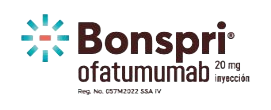 Bonspri®
ofatumumab 20 mg inyección
Reg. No. 057M2022 SSA IV